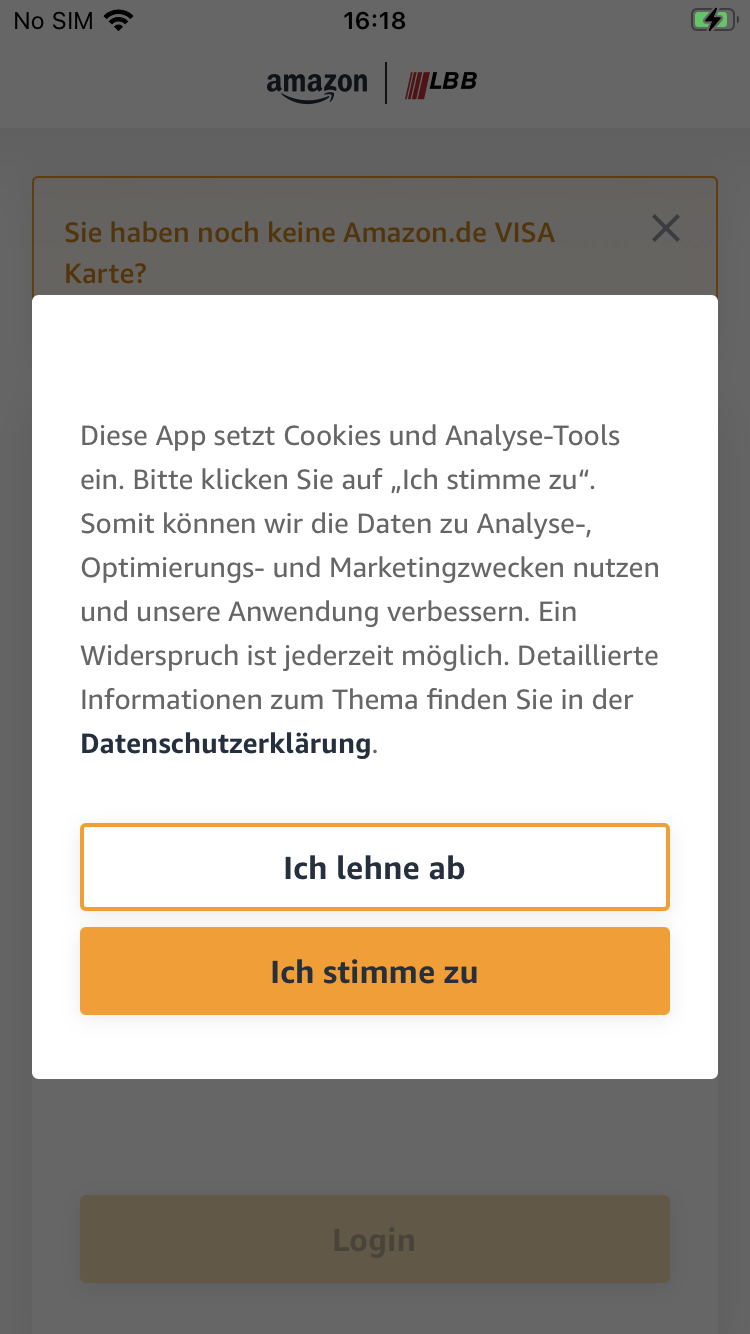 No SIM 16:18
amazon LBB
Sie haben noch keine Amazon.de VISA
Karte?
Diese App setzt Cookies und Analyse-Tools
ein. Bitte klicken Sie auf „Ich stimme zu“.
Somit können wir die Daten zu Analyse-,
Optimierungs- und Marketingzwecken nutzen
und unsere Anwendung verbessern. Ein
Widerspruch ist jederzeit möglich. Detaillierte
Informationen zum Thema finden Sie in der
Datenschutzerklärung.
Ich lehne ab
Ich stimme zu
Login